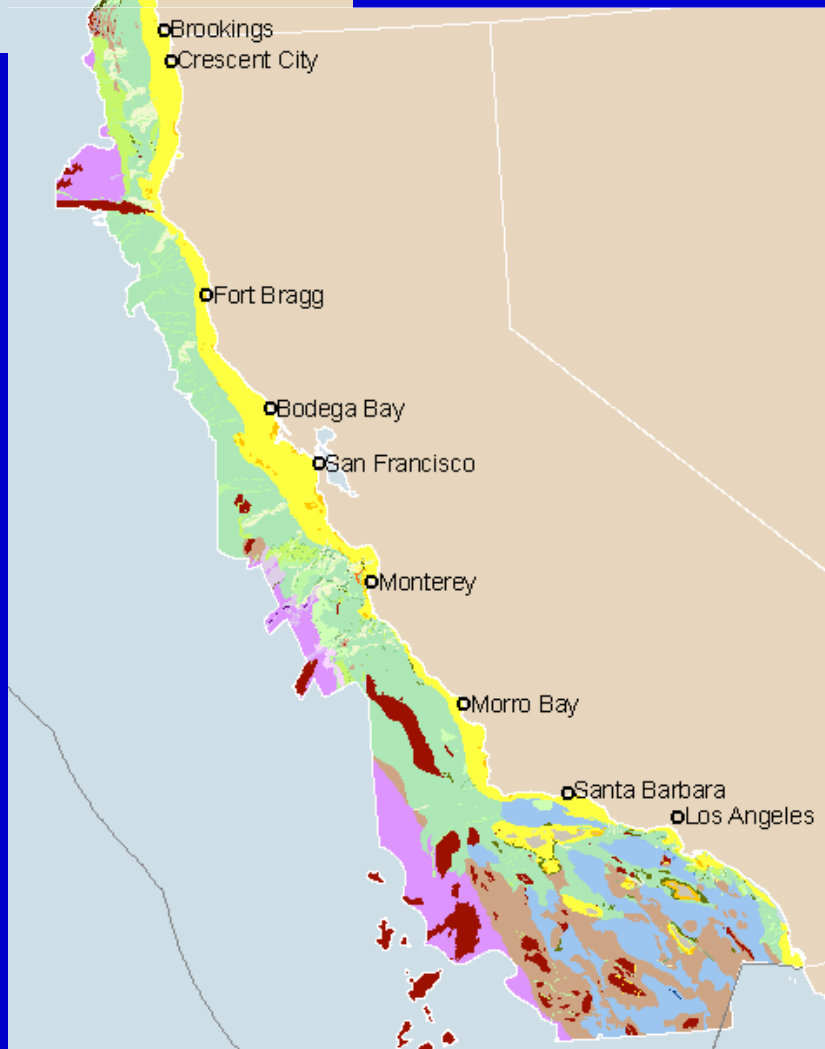 Brookings
Crescent City
Fort Bragg
Bodega Bay
San Francisco
Monterey
Morro Bay
Santa Barbara
Los Angeles